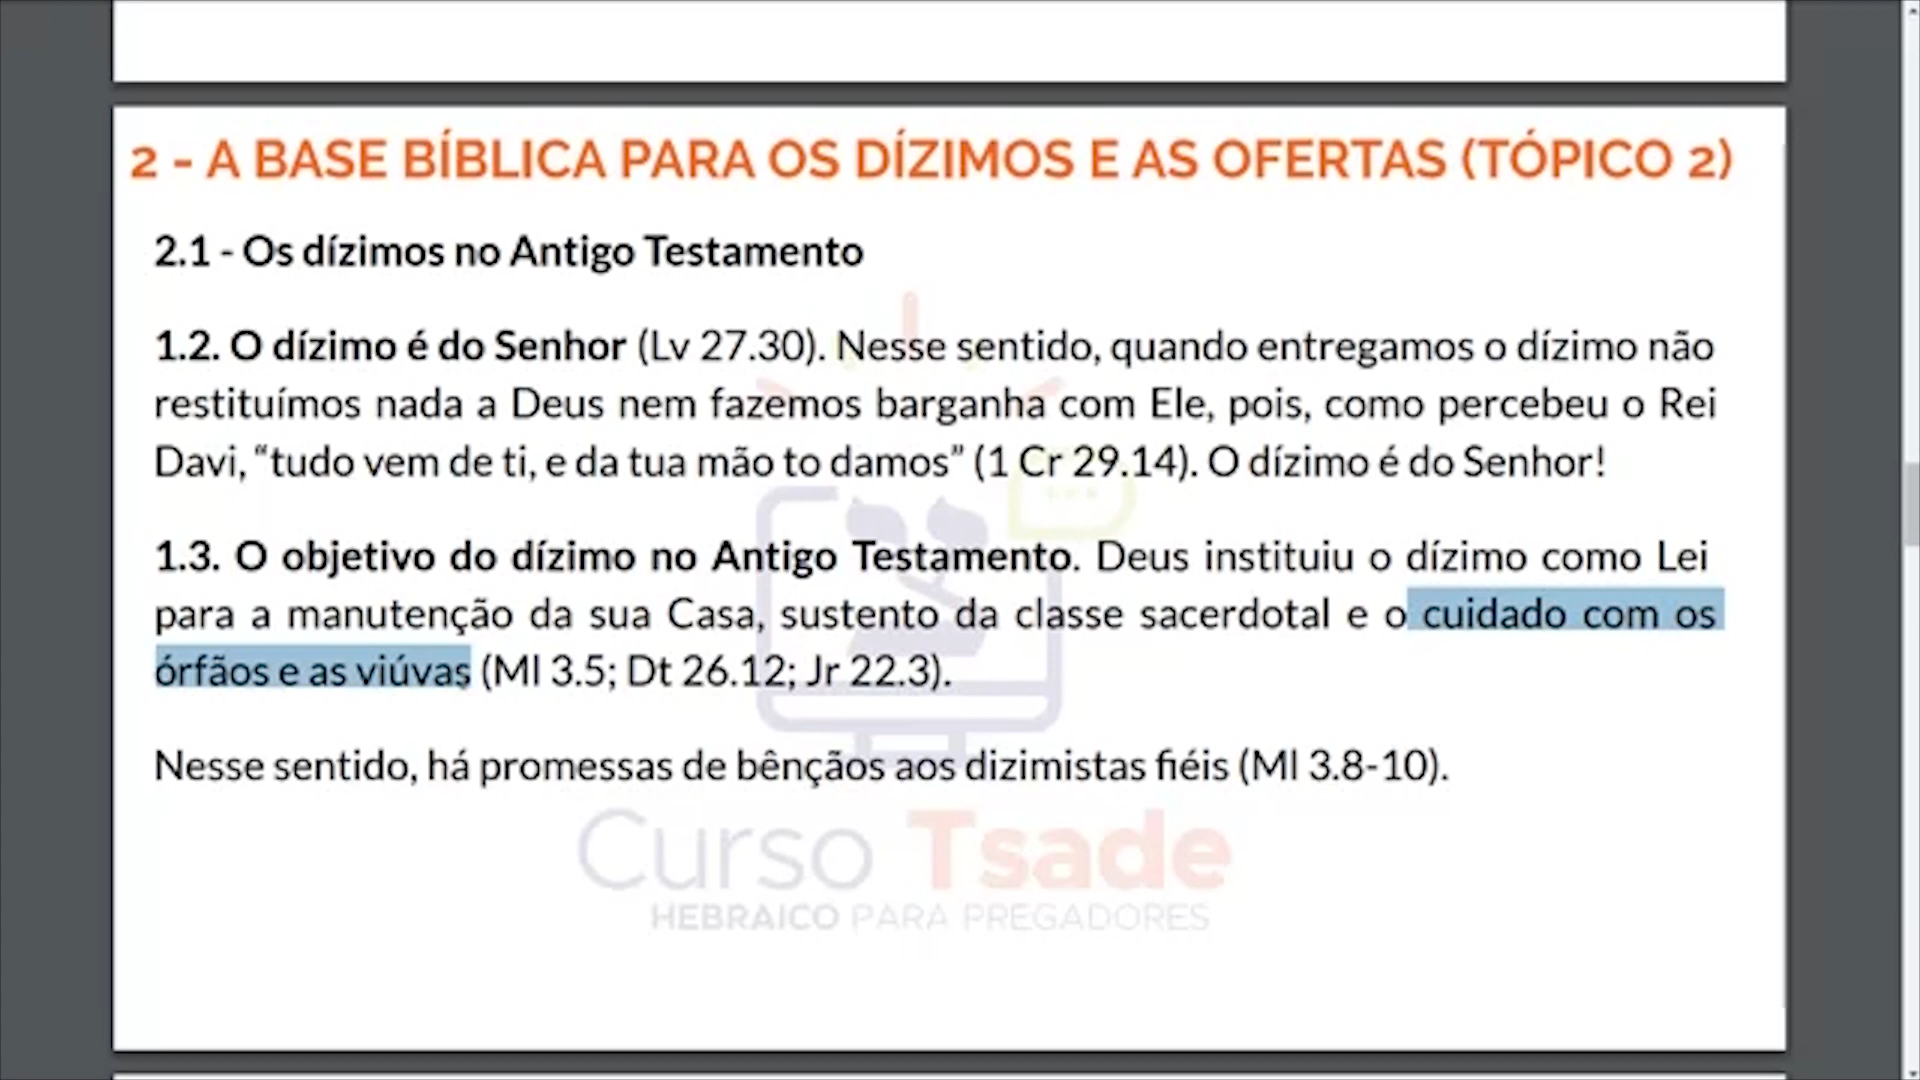 2 - A BASE BÍBLICA PARA OS DÍZIMOS E AS OFERTAS (TÓPICO 2)
2.1 - Os dízimos no Antigo Testamento
1.2. O dízimo é do Senhor (Lv 27.30). Nesse sentido, quando entregamos o dízimo não
restituímos nada a Deus nem fazemos barganha com Ele, pois, como percebeu o Rei
Davi, “tudo vem de ti, e da tua mão to damos” (1 Cr 29.14). O dízimo é do Senhor!
1.3. O objetivo do dízimo no Antigo Testamento. Deus instituiu o dízimo como Lei
para a manutenção da sua Casa, sustento da classe sacerdotal e o cuidado com os
órfãos e as viúvas (Ml 3.5; Dt 26.12; Jr 22.3).
Nesse sentido, há promessas de bênçãos aos dizimistas fiéis (Ml 3.8-10).
Curso Tsade
HEBRAICO PARA PREGADORES